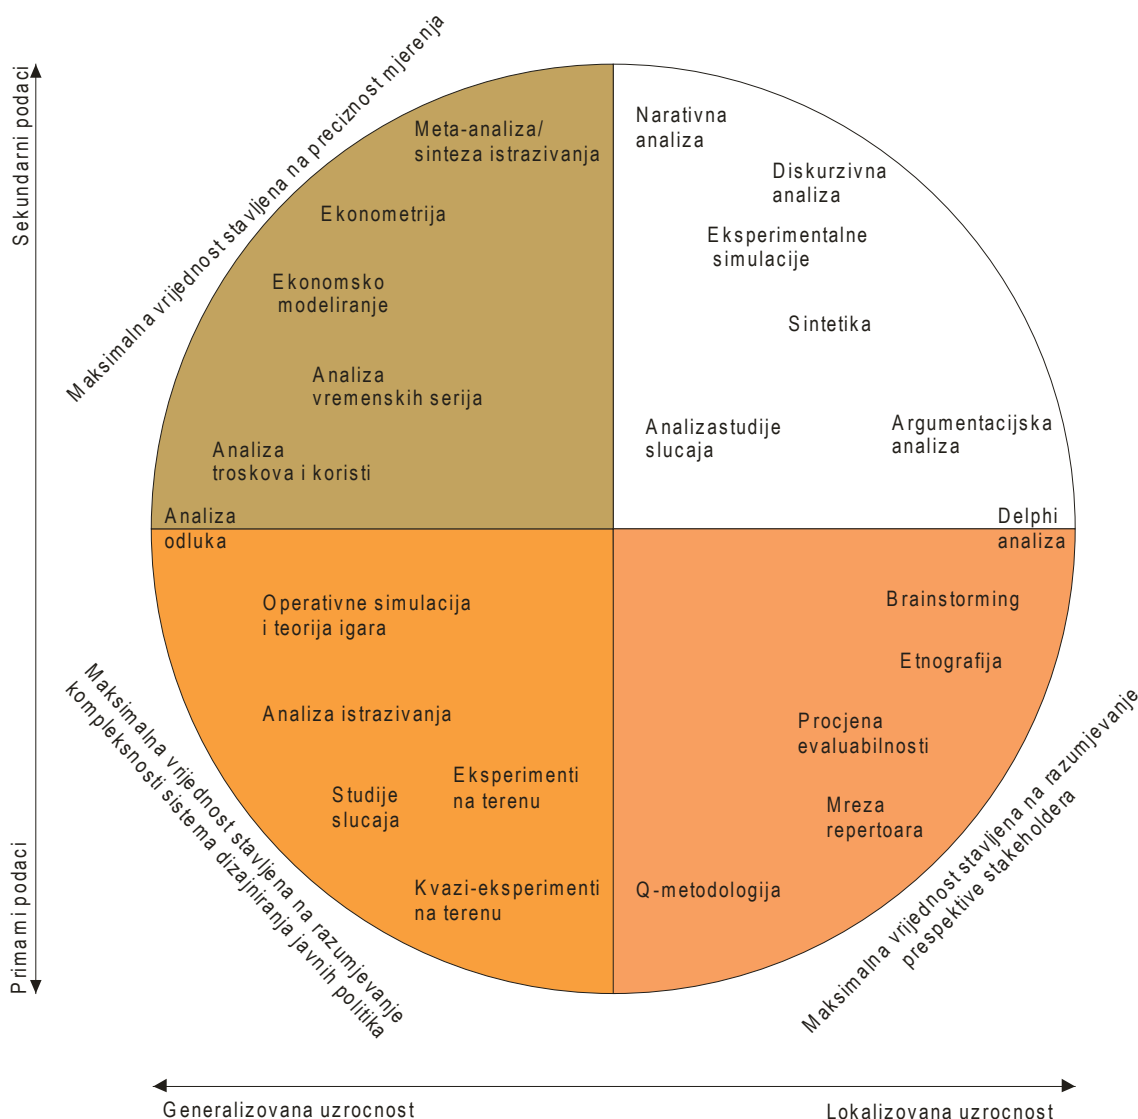 Sekundarni podaci
Maksimalna vrijednost stavljena na preciznost mjerenja
Meta-analiza/
sinteza istrazivanja
Ekonometrija
Ekonomsko
modeliranje
Analiza
vremenskih serija
Analiza
troskova i koristi
Analiza
odluka
Narativna
analiza
Diskurzivna
analiza
Eksperimentalne
simulacije
Sintetika
Analizastudije
slucaja
Argumentacijska
analiza
Delphi
analiza
Operativne simulacija
i teorija igara
Analiza istrazivanja
Eksperimenti
na terenu
Studije
slucaja
Kvazi-eksperimenti
na terenu
Brainstorming
Etnografija
Procjena
evaluabilnosti
Mreza
repertoara
Q-metodologija
Primarni podaci
Maksimalna vrijednost stavljena na razumjevanje
kompleksnosti sistema dizajniranja javnih politika
Maksimalna vrijednost stavljena na razumjevanje
prespektive stakeholdera
Generalizovana uzrocnost
Lokalizovana uzrocnost